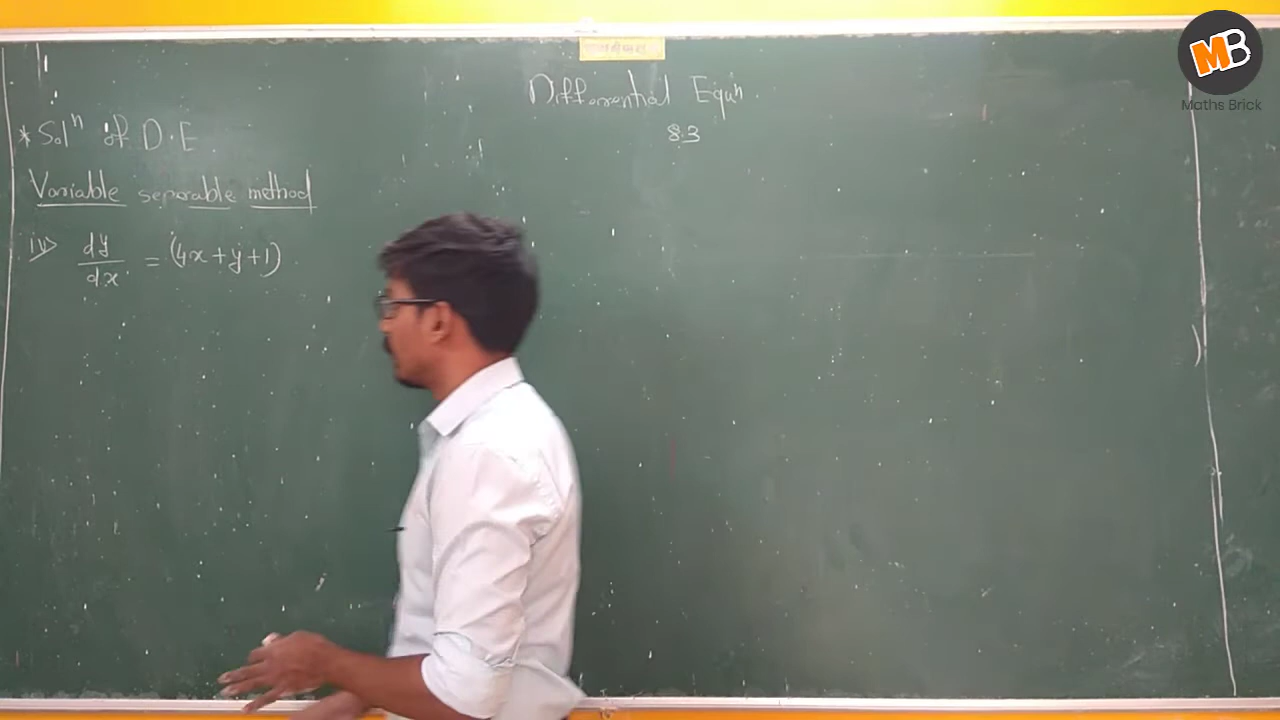 MB
Maths Brick
Differential Equⁿ.
8.3
* Solⁿ of D.E.
Variable separable method
iv> dy/dx = (4x+y+1)